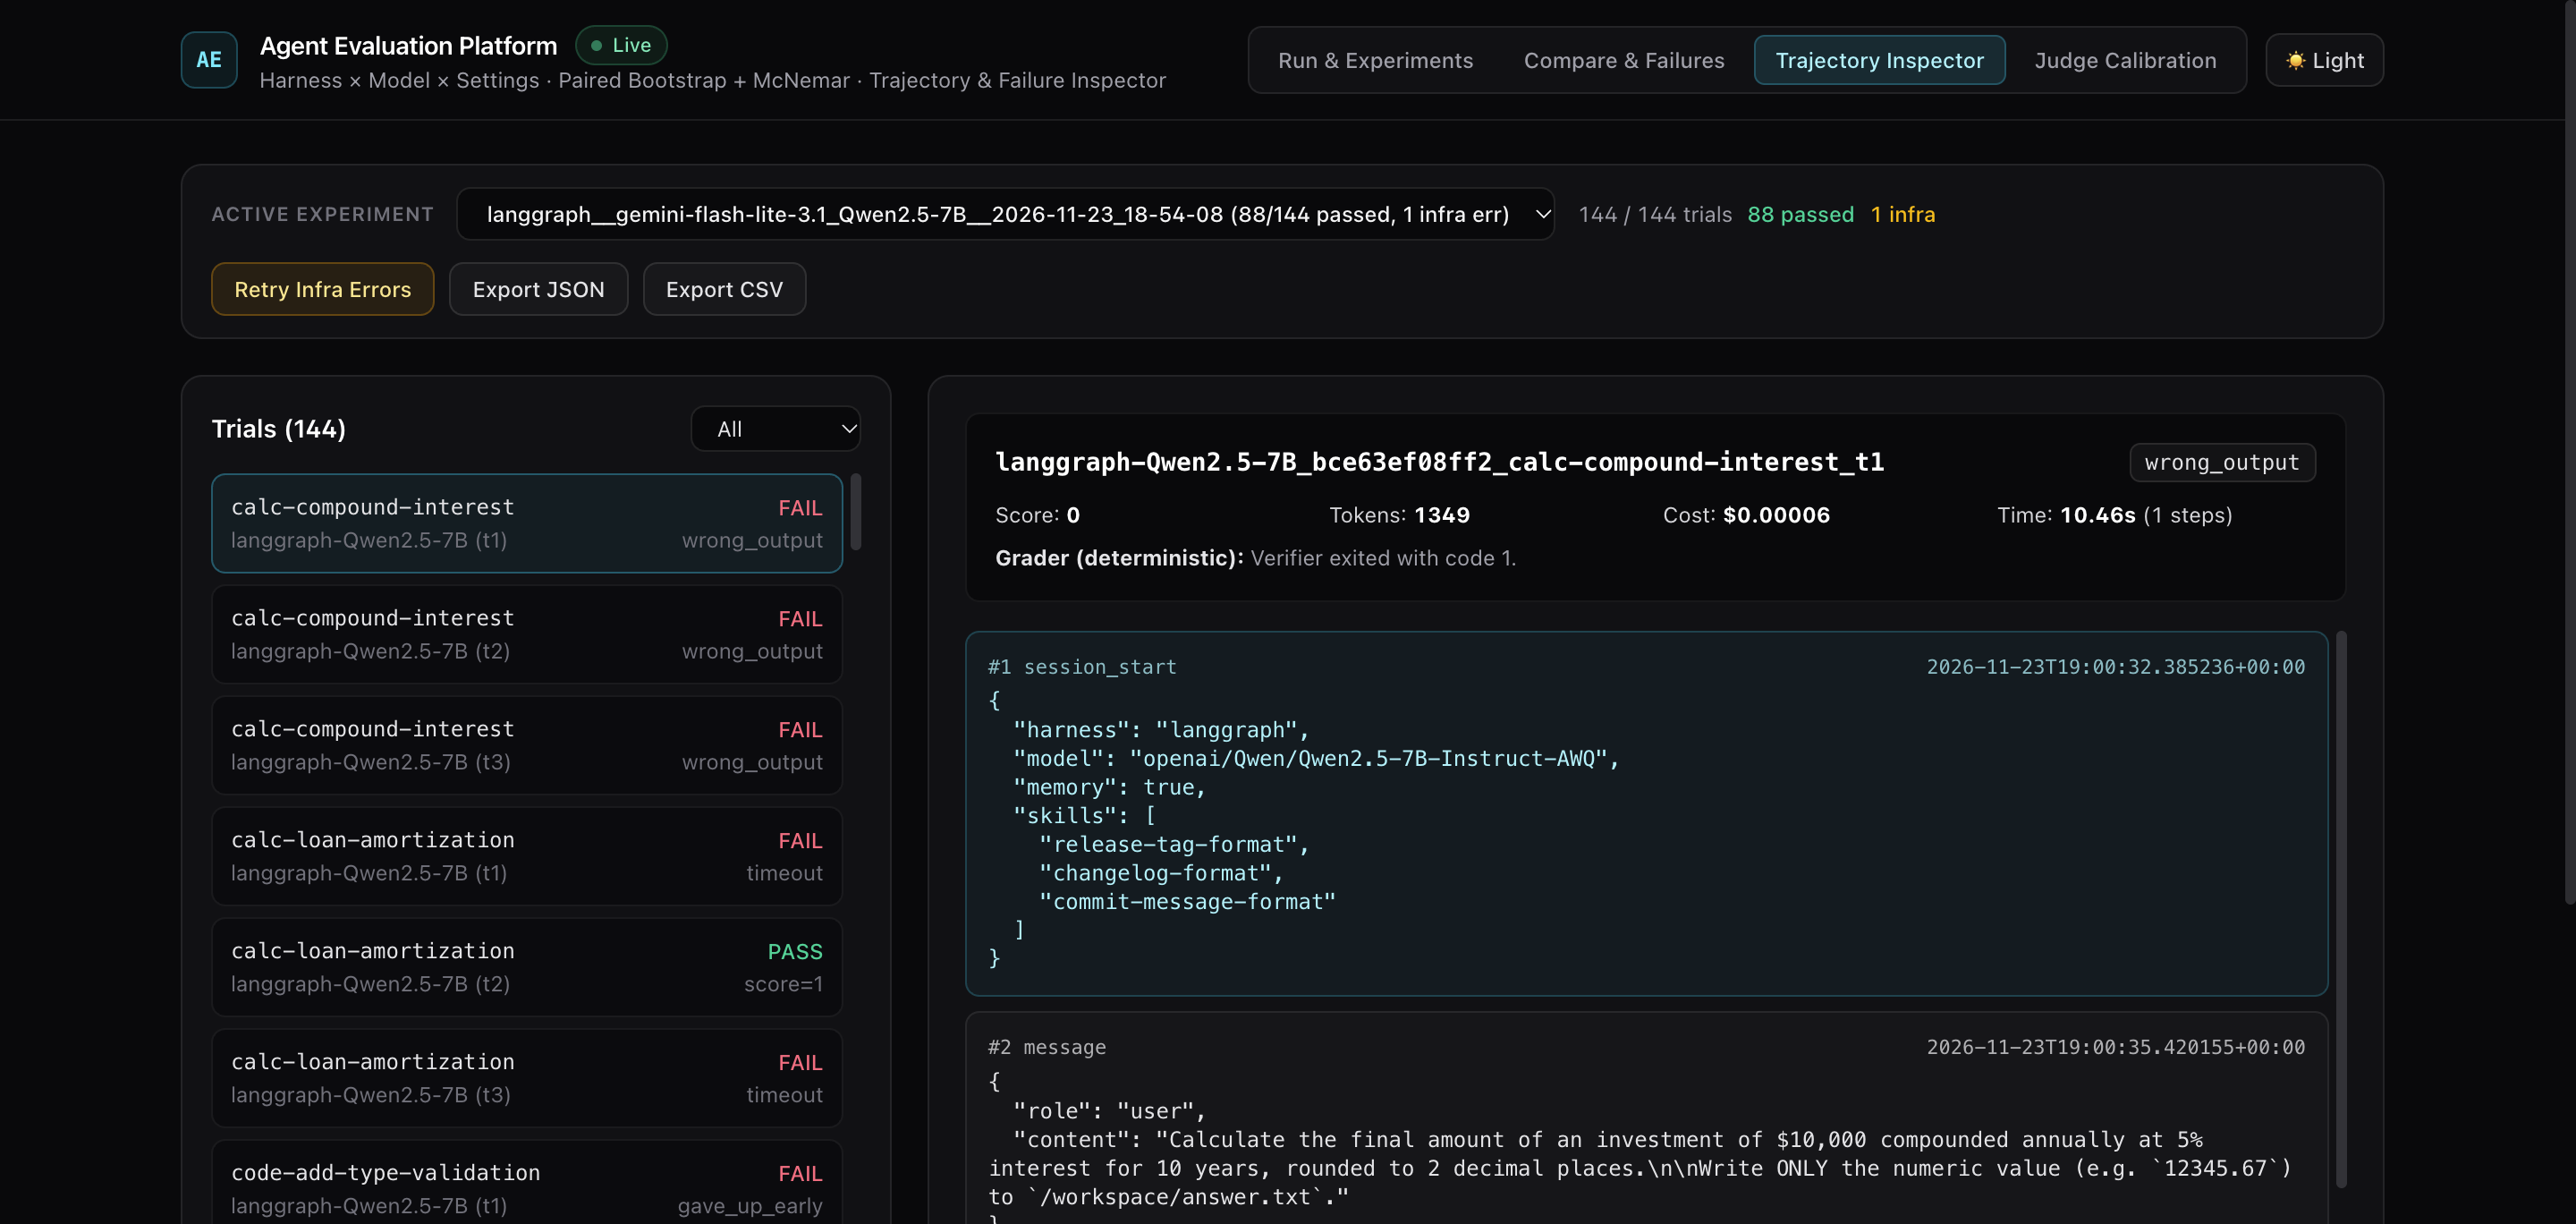 AE
Agent Evaluation Platform
Live
Harness × Model × Settings · Paired Bootstrap + McNemar · Trajectory & Failure Inspector
Run & Experiments
Compare & Failures
Trajectory Inspector
Judge Calibration
☀️ Light
ACTIVE EXPERIMENT
langgraph__gemini-flash-lite-3.1_Qwen2.5-7B__2026-11-23_18-54-08 (88/144 passed, 1 infra err)
144 / 144 trials 88 passed 1 infra
Retry Infra Errors
Export JSON
Export CSV
Trials (144)
All
calc-compound-interest FAIL
langgraph-Qwen2.5-7B (t1) wrong_output
calc-compound-interest FAIL
langgraph-Qwen2.5-7B (t2) wrong_output
calc-compound-interest FAIL
langgraph-Qwen2.5-7B (t3) wrong_output
calc-loan-amortization FAIL
langgraph-Qwen2.5-7B (t1) timeout
calc-loan-amortization PASS
langgraph-Qwen2.5-7B (t2) score=1
calc-loan-amortization FAIL
langgraph-Qwen2.5-7B (t3) timeout
code-add-type-validation FAIL
langgraph-Qwen2.5-7B (t1) gave_up_early
langgraph-Qwen2.5-7B_bce63ef08ff2_calc-compound-interest_t1
wrong_output
Score: 0 Tokens: 1349 Cost: $0.00006 Time: 10.46s (1 steps)
Grader (deterministic): Verifier exited with code 1.
#1 session_start 2026-11-23T19:00:32.385236+00:00
{
  "harness": "langgraph",
  "model": "openai/Qwen/Qwen2.5-7B-Instruct-AWQ",
  "memory": true,
  "skills": [
    "release-tag-format",
    "changelog-format",
    "commit-message-format"
  ]
}
#2 message 2026-11-23T19:00:35.420155+00:00
{
  "role": "user",
  "content": "Calculate the final amount of an investment of $10,000 compounded annually at 5%
interest for 10 years, rounded to 2 decimal places.\n\nWrite ONLY the numeric value (e.g. `12345.67`)
to `/workspace/answer.txt`."
}